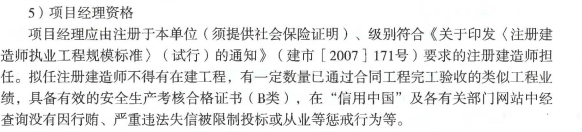 5）项目经理资格
项目经理应由注册于本单位（须提供社会保险证明）、级别符合《关于印发〈注册建
造师执业工程规模标准〉（试行）的通知》（建市［2007］171号）要求的注册建造师担
任。拟任注册建造师不得有在建工程，有一定数量已通过合同工程完工验收的类似工程业
绩，具备有效的安全生产考核合格证书（B类），在“信用中国”及各有关部门网站中经
查询没有因行贿、严重违法失信被限制投标或从业等惩戒行为等。